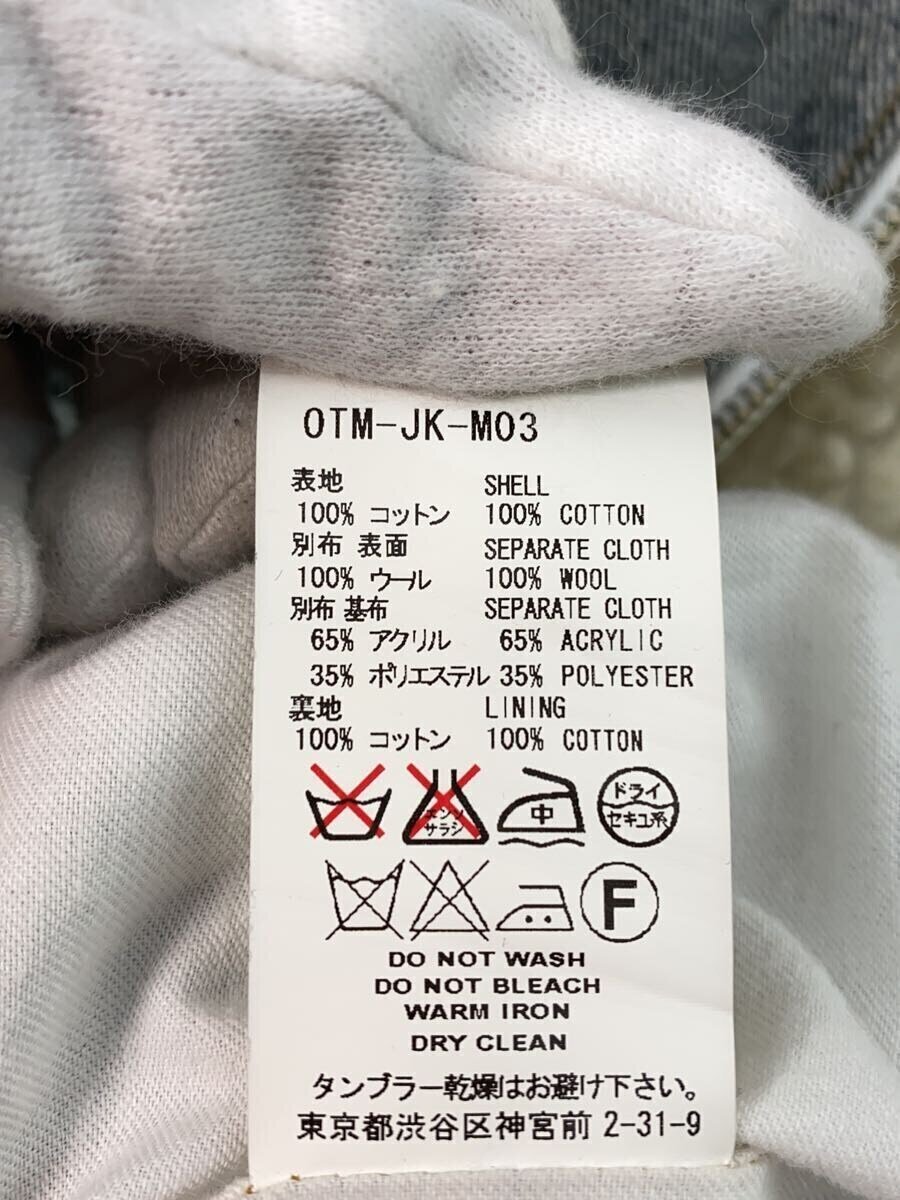 OTM-JK-M03
表地 SHELL
100% コットン 100% COTTON
別布 表面 SEPARATE CLOTH
100% ウール 100% WOOL
別布 基布 SEPARATE CLOTH
65% アクリル 65% ACRYLIC
35% ポリエステル 35% POLYESTER
裏地 LINING
100% コットン 100% COTTON
エンソ サラシ 中 ドライ セキユ系
F
DO NOT WASH
DO NOT BLEACH
WARM IRON
DRY CLEAN
タンブラー乾燥はお避け下さい。
東京都渋谷区神宮前 2-31-9